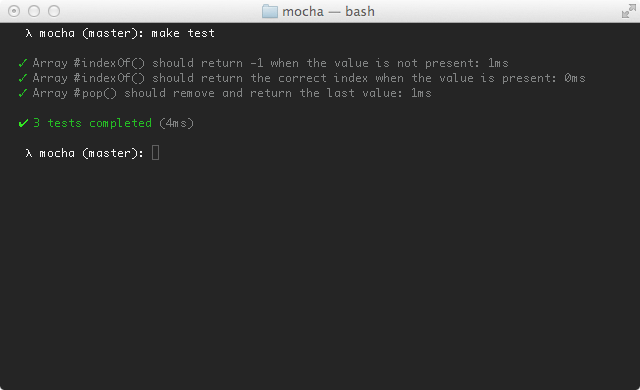 mocha — bash
λ mocha (master): make test
✓ Array #indexOf() should return -1 when the value is not present: 1ms
✓ Array #indexOf() should return the correct index when the value is present: 0ms
✓ Array #pop() should remove and return the last value: 1ms
✔ 3 tests completed (4ms)
λ mocha (master):